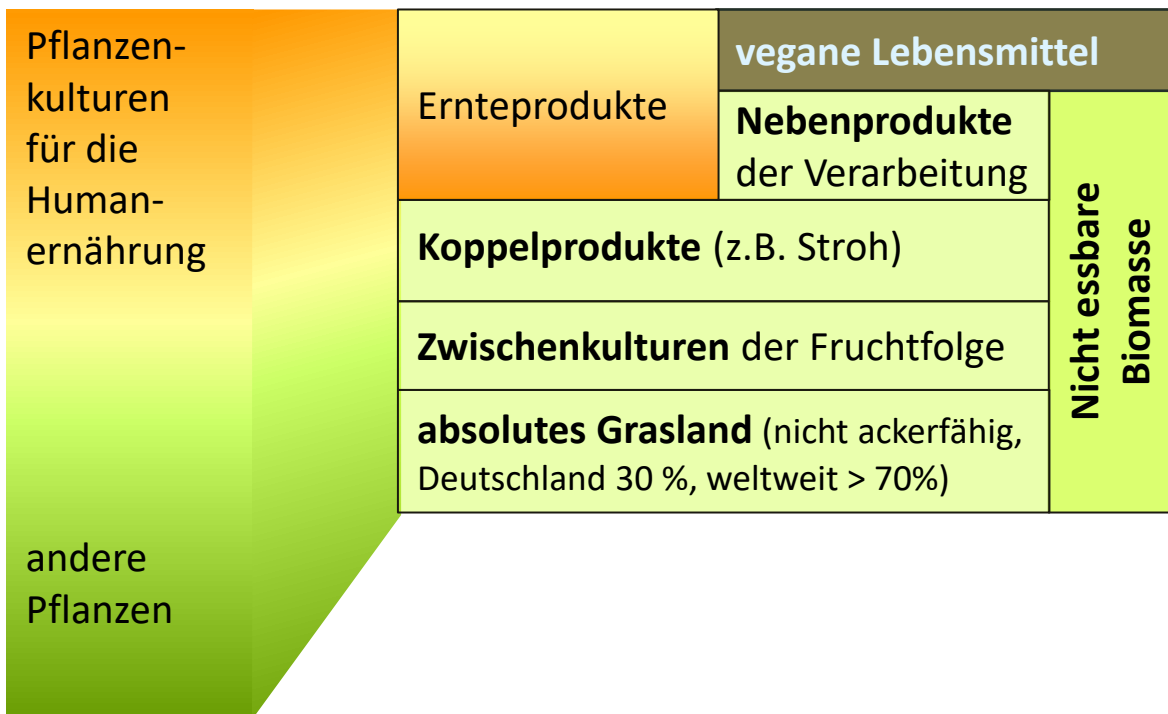 Pflanzen-
kulturen
für die
Human-
ernährung
andere
Pflanzen
Ernteprodukte
vegane Lebensmittel
Nebenprodukte
der Verarbeitung
Koppelprodukte (z.B. Stroh)
Zwischenkulturen der Fruchtfolge
absolutes Grasland (nicht ackerfähig,
Deutschland 30 %, weltweit > 70%)
Nicht essbare
Biomasse